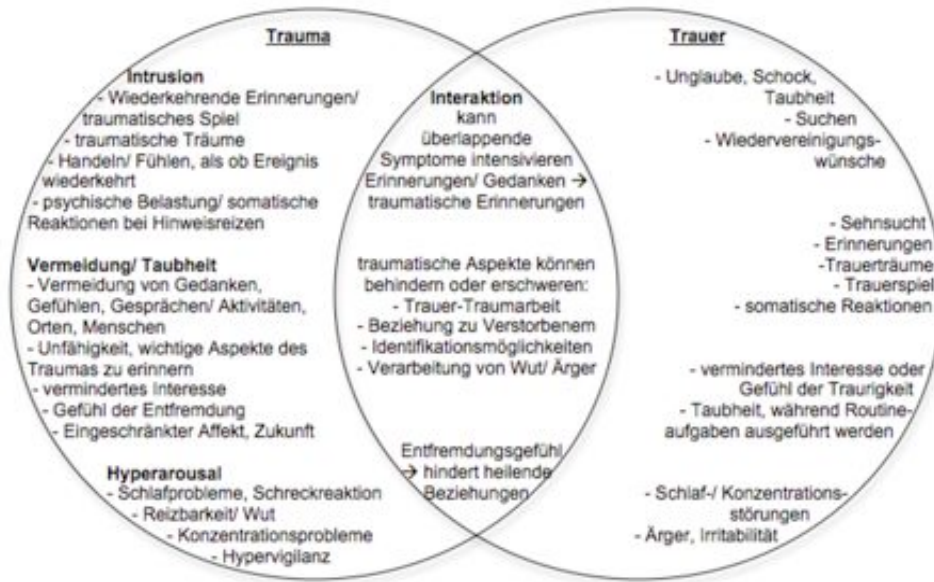 Trauma
Intrusion
- Wiederkehrende Erinnerungen/
traumatisches Spiel
- traumatische Träume
- Handeln/ Fühlen, als ob Ereignis
wiederkehrt
- psychische Belastung/ somatische
Reaktionen bei Hinweisreizen
Vermeidung/ Taubheit
- Vermeidung von Gedanken,
Gefühlen, Gesprächen/ Aktivitäten,
Orten, Menschen
- Unfähigkeit, wichtige Aspekte des
Traumas zu erinnern
- vermindertes Interesse
- Gefühl der Entfremdung
- Eingeschränkter Affekt, Zukunft
Hyperarousal
- Schlafprobleme, Schreckreaktion
- Reizbarkeit/ Wut
- Konzentrationsprobleme
- Hypervigilanz
Interaktion
kann
überlappende
Symptome intensivieren
Erinnerungen/ Gedanken →
traumatische Erinnerungen
traumatische Aspekte können
behindern oder erschweren:
- Trauer-Traumarbeit
- Beziehung zu Verstorbenem
- Identifikationsmöglichkeiten
- Verarbeitung von Wut/ Ärger
Entfremdungsgefühl
→ hindert heilende
Beziehungen
Trauer
- Unglaube, Schock,
Taubheit
- Suchen
- Wiedervereinigungs-
wünsche
- Sehnsucht
- Erinnerungen
-Trauerträume
- Trauerspiel
- somatische Reaktionen
- vermindertes Interesse oder
Gefühl der Traurigkeit
- Taubheit, während Routine-
aufgaben ausgeführt werden
- Schlaf-/ Konzentrations-
störungen
- Ärger, Irritabilität